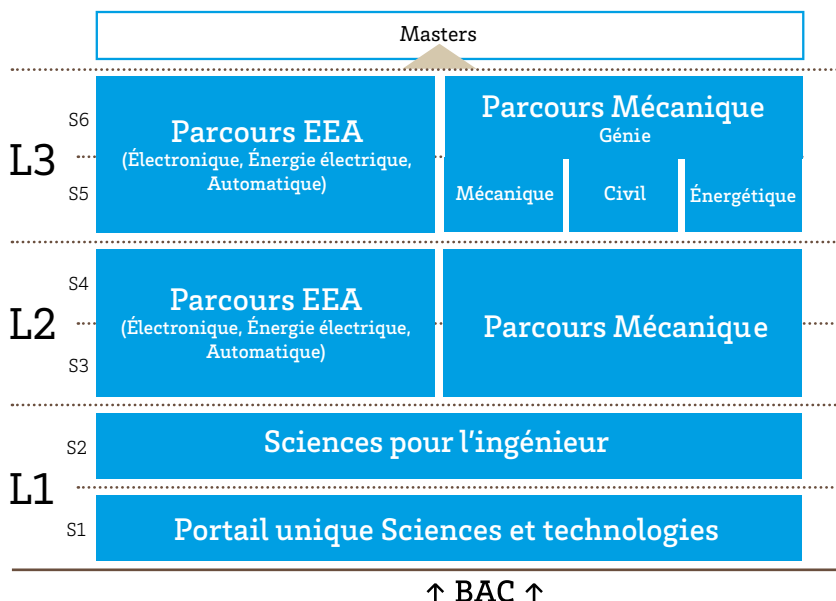 Masters
L3
S6
S5
Parcours EEA
(Électronique, Énergie électrique,
Automatique)
Parcours Mécanique
Génie
Mécanique
Civil
Énergétique
L2
S4
S3
Parcours EEA
(Électronique, Énergie électrique,
Automatique)
Parcours Mécanique
L1
S2
S1
Sciences pour l'ingénieur
Portail unique Sciences et technologies
↑ BAC ↑